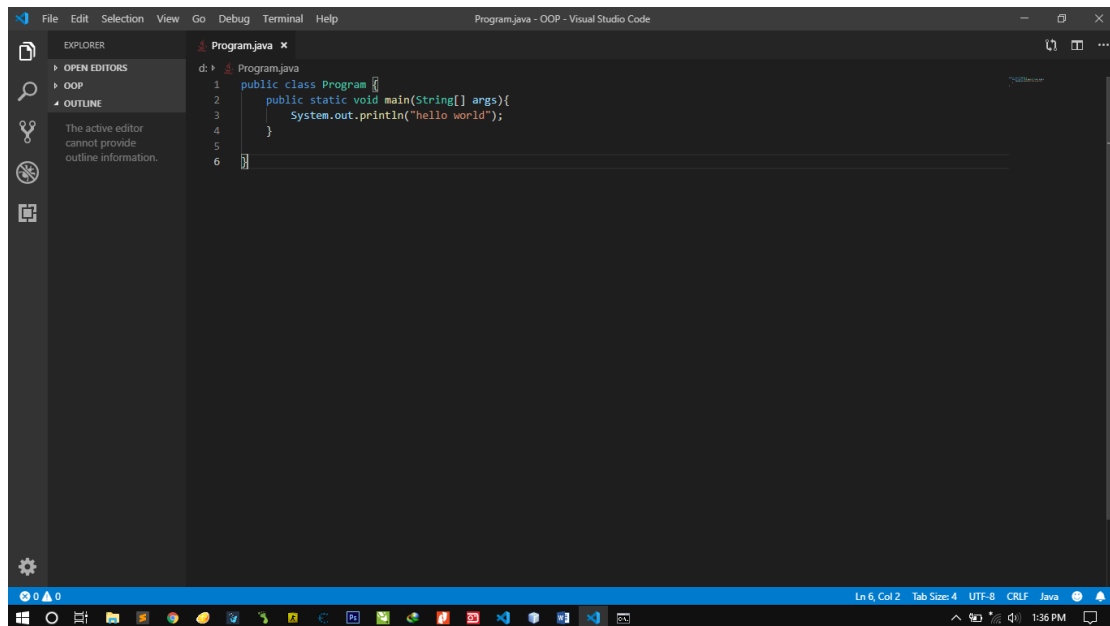 File Edit Selection View Go Debug Terminal Help Program.java - OOP - Visual Studio Code
EXPLORER
OPEN EDITORS
OOP
OUTLINE
The active editor
cannot provide
outline information.
Program.java ×
d: Program.java
1 public class Program {
2 public static void main(String[] args){
3 System.out.println("hello world");
4 }
5
6 }
0 0 Ln 6, Col 2 Tab Size: 4 UTF-8 CRLF Java
Ps
1:36 PM